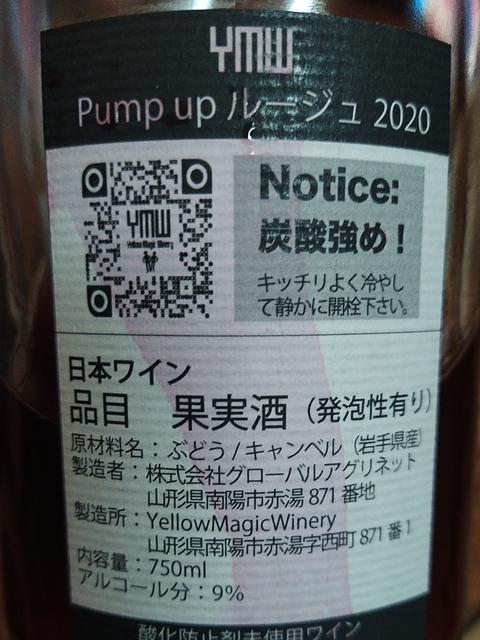 YMW
Pump up ルージュ 2020
YMW
Yellow Magic Winery
Notice:
炭酸強め！
キッチリよく冷やし
て静かに開栓下さい。
日本ワイン
品目 果実酒（発泡性有り）
原材料名：ぶどう / キャンベル（岩手県産）
製造者：株式会社グローバルアグリネット
山形県南陽市赤湯 871 番地
製造所：YellowMagicWinery
山形県南陽市赤湯字西町 871 番 1
内容量：750ml
アルコール分：9%
酸化防止剤未使用ワイン